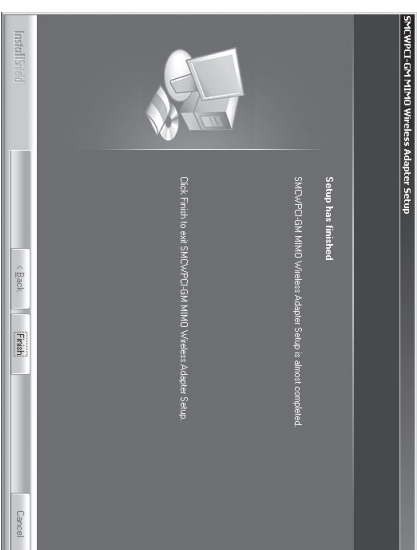 SMCWPCI-GM MIMO Wireless Adapter Setup
Setup has finished
SMCWPCI-GM MIMO Wireless Adapter Setup is almost completed.
Click Finish to exit SMCWPCI-GM MIMO Wireless Adapter Setup.
InstallShield
< Back
Finish
Cancel